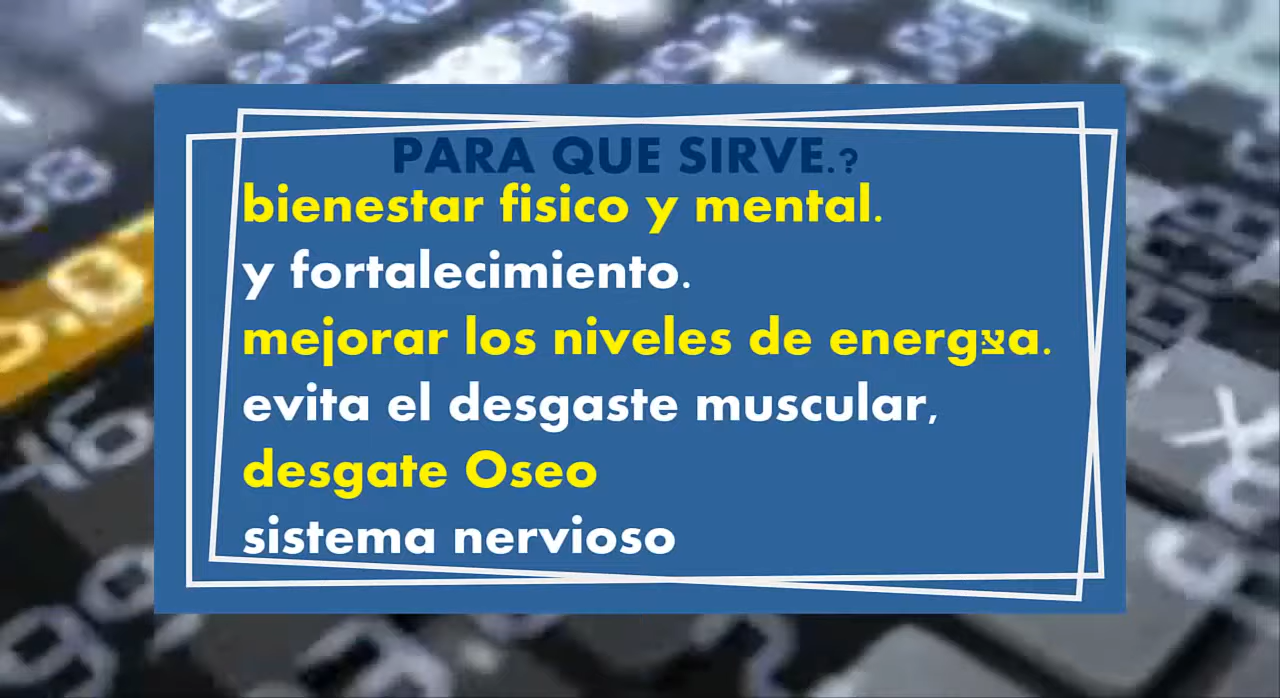 PARA QUE SIRVE.?
bienestar fisico y mental.
y fortalecimiento.
mejorar los niveles de energצa.
evita el desgaste muscular,
desgate Oseo
sistema nervioso